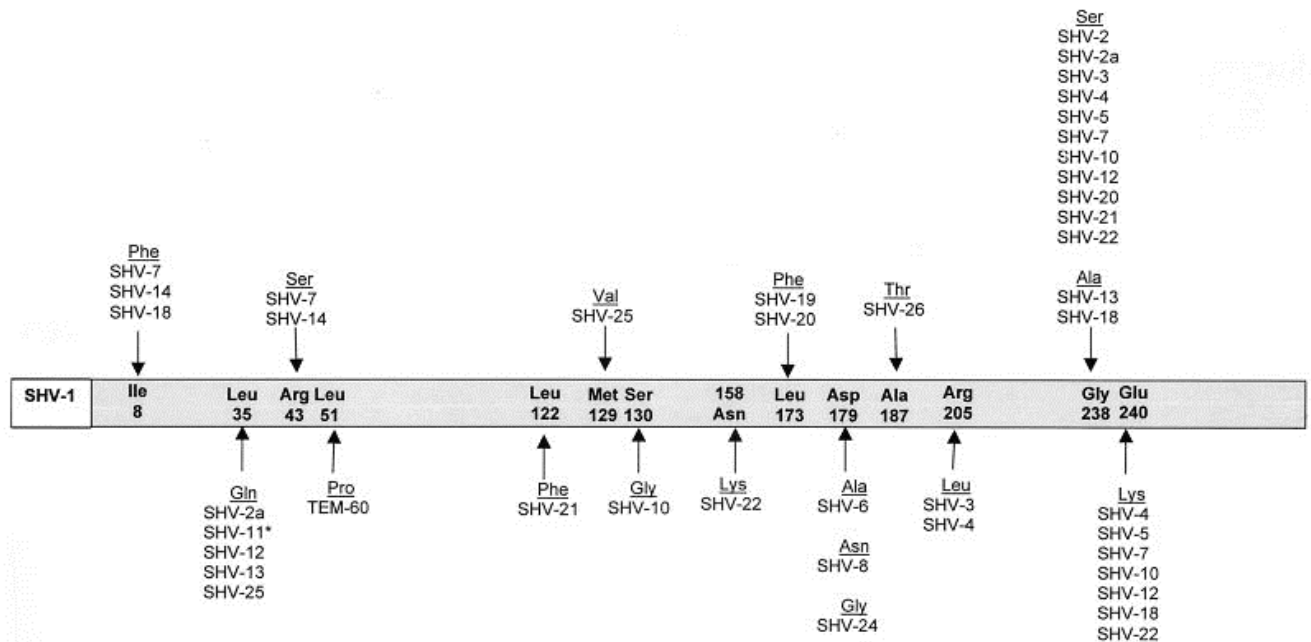 Ser
SHV-2
SHV-2a
SHV-3
SHV-4
SHV-5
SHV-7
SHV-10
SHV-12
SHV-20
SHV-21
SHV-22
Phe
SHV-7
SHV-14
SHV-18
Ser
SHV-7
SHV-14
Val
SHV-25
Phe
SHV-19
SHV-20
Thr
SHV-26
Ala
SHV-13
SHV-18
SHV-1
Ile
8
Leu
35
Arg
43
Leu
51
Leu
122
Met
129
Ser
130
158
Asn
Leu
173
Asp
179
Ala
187
Arg
205
Gly
238
Glu
240
Gln
SHV-2a
SHV-11*
SHV-12
SHV-13
SHV-25
Pro
TEM-60
Phe
SHV-21
Gly
SHV-10
Lys
SHV-22
Ala
SHV-6
Asn
SHV-8
Gly
SHV-24
Leu
SHV-3
SHV-4
Lys
SHV-4
SHV-5
SHV-7
SHV-10
SHV-12
SHV-18
SHV-22